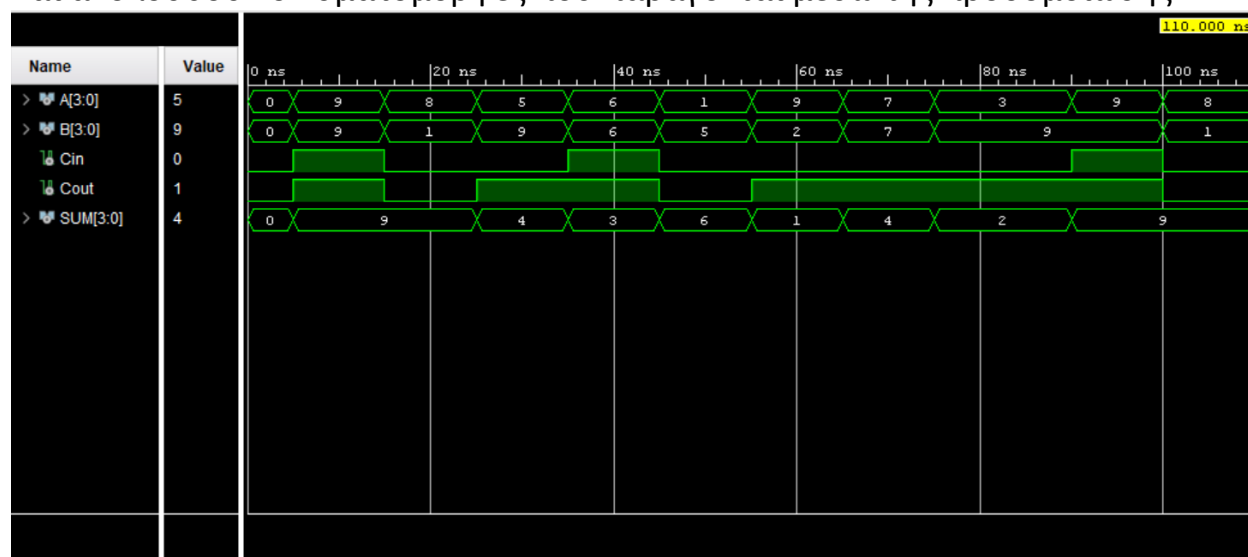 110.000 ns
Name Value 0 ns 20 ns 40 ns 60 ns 80 ns 100 ns
A[3:0] 5 0 9 8 5 6 1 9 7 3 9 8
B[3:0] 9 0 9 1 9 6 5 2 7 9 1
Cin 0
Cout 1
SUM[3:0] 4 0 9 4 3 6 1 4 2 9